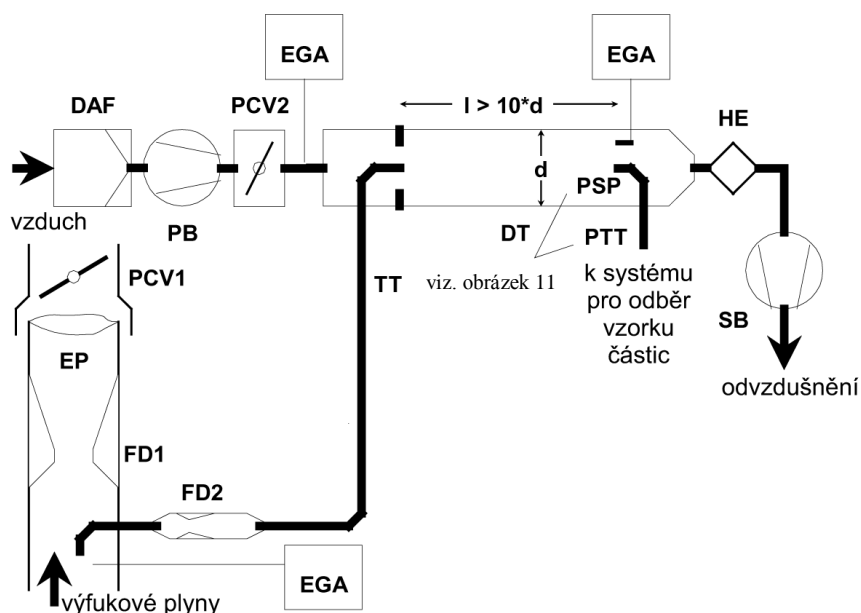 EGA
EGA
DAF
PCV2
l > 10*d
HE
d
PSP
vzduch
PB
DT
PTT
PCV1
TT
viz. obrázek 11
k systému
pro odběr
vzorku
částic
SB
EP
odvzdušnění
FD1
FD2
EGA
výfukové plyny